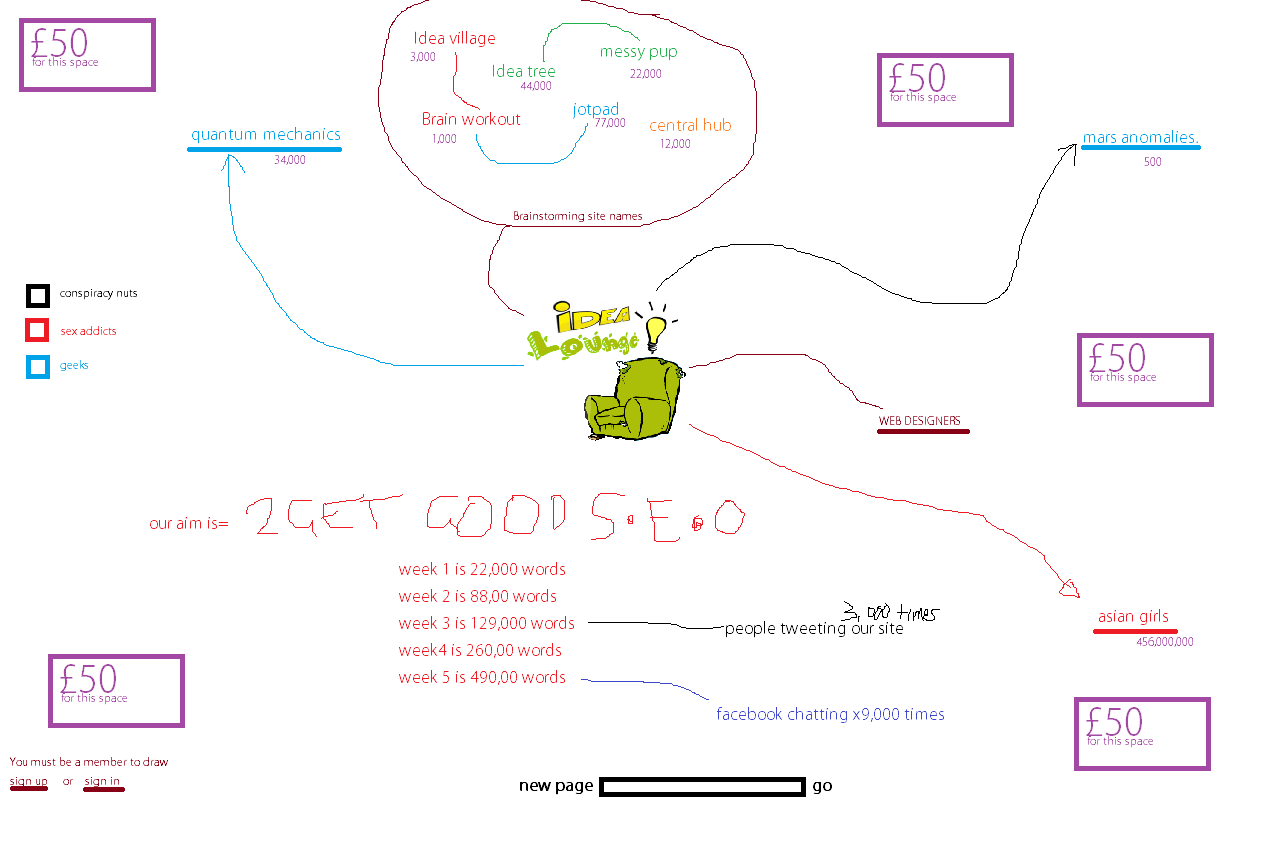 £50
for this space
Idea village
3,000
messy pup
22,000
Idea tree
44,000
£50
for this space
quantum mechanics
34,000
Brain workout
1,000
jotpad
77,000
central hub
12,000
mars anomalies.
500
Brainstorming site names
conspiracy nuts
sex addicts
geeks
iDEA
Lounge
£50
for this space
WEB DESIGNERS
our aim is= 2 GET GOOD S.E.O
week 1 is 22,000 words
week 2 is 88,00 words
week 3 is 129,000 words
3,000 times
people tweeting our site
week4 is 260,00 words
week 5 is 490,00 words
facebook chatting x9,000 times
asian girls
456,000,000
£50
for this space
£50
for this space
You must be a member to draw
sign up or sign in
new page go